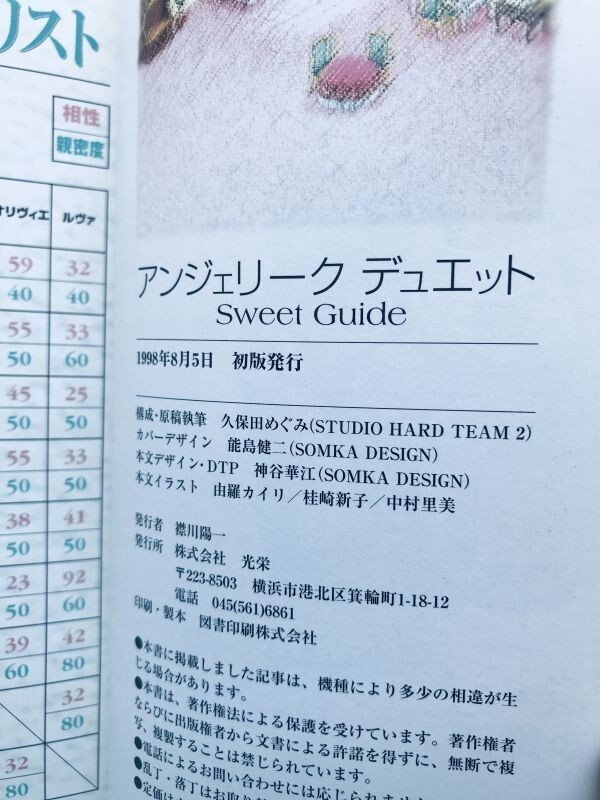 リスト
相性
親密度
オリヴィエ ルヴァ
59 32
40 40
55 33
50 60
45 25
50 50
55 33
50 50
38 41
50 50
23 92
50 60
39 42
60 80
32
80
32
80
アンジェリーク デュエット
Sweet Guide
1998年8月5日 初版発行
構成・原稿執筆 久保田めぐみ(STUDIO HARD TEAM 2)
カバーデザイン 能島健二(SOMKA DESIGN)
本文デザイン・DTP 神谷華江(SOMKA DESIGN)
本文イラスト 由羅カイリ／桂崎新子／中村里美
発行者 襟川陽一
発行所 株式会社 光栄
〒223-8503 横浜市港北区箕輪町1-18-12
電話 045(561)6861
印刷・製本 図書印刷株式会社
●本書に掲載しました記事は、機種により多少の相違が生
じる場合があります。
●本書は、著作権法による保護を受けています。著作権者
ならびに出版権者から文書による許諾を得ずに、無断で複
写、複製することは禁じられています。
●電話によるお問い合わせには応じられませ
●乱丁・落丁はお取り
●定価は